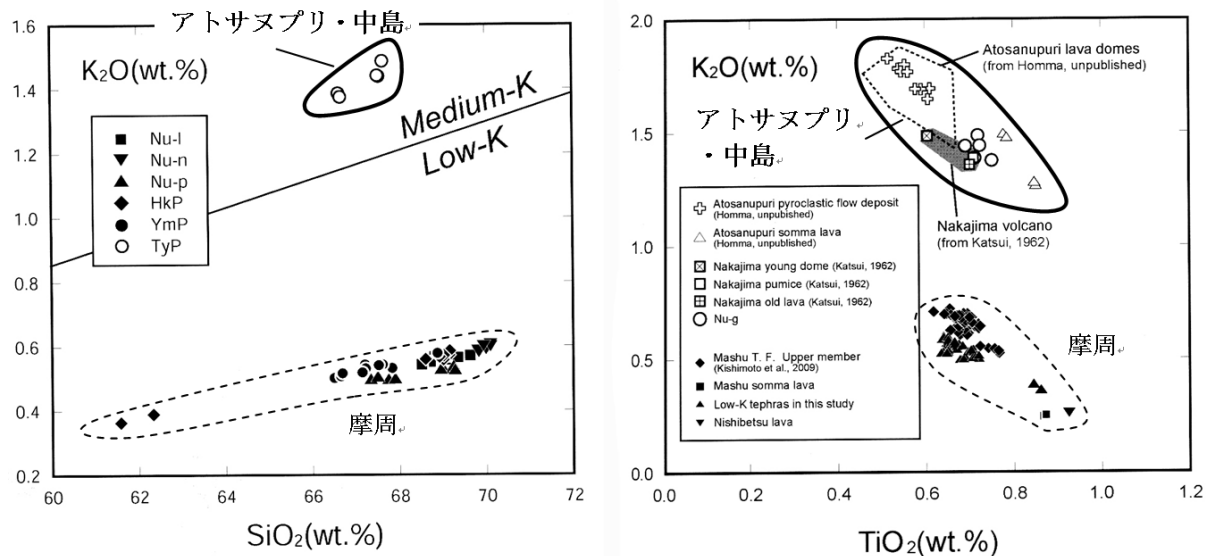 アトサヌプリ・中島
K₂O(wt.%)
1.6
1.4
1.2
1.0
0.8
0.6
0.4
0.2
Medium-K
Low-K
Nu-l
Nu-n
Nu-p
HkP
YmP
TyP
摩周
60
62
64
66
68
70
72
SiO₂(wt.%)
2.0
1.5
1.0
0.5
0.0
K₂O(wt.%)
Atosanupuri lava domes
(from Homma, unpublished)
アトサヌプリ
・中島
Nakajima volcano
(from Katsui, 1962)
Atosanupuri pyroclastic flow deposit
(Homma, unpublished)
Atosanupuri somma lava
(Homma, unpublished)
Nakajima young dome (Katsui, 1962)
Nakajima pumice (Katsui, 1962)
Nakajima old lava (Katsui, 1962)
Nu-g
Mashu T. F. Upper member
(Kishimoto et al., 2009)
Mashu somma lava
Low-K tephras in this study
Nishibetsu lava
摩周
0.0
0.2
0.4
0.6
0.8
1.0
1.2
TiO₂(wt.%)